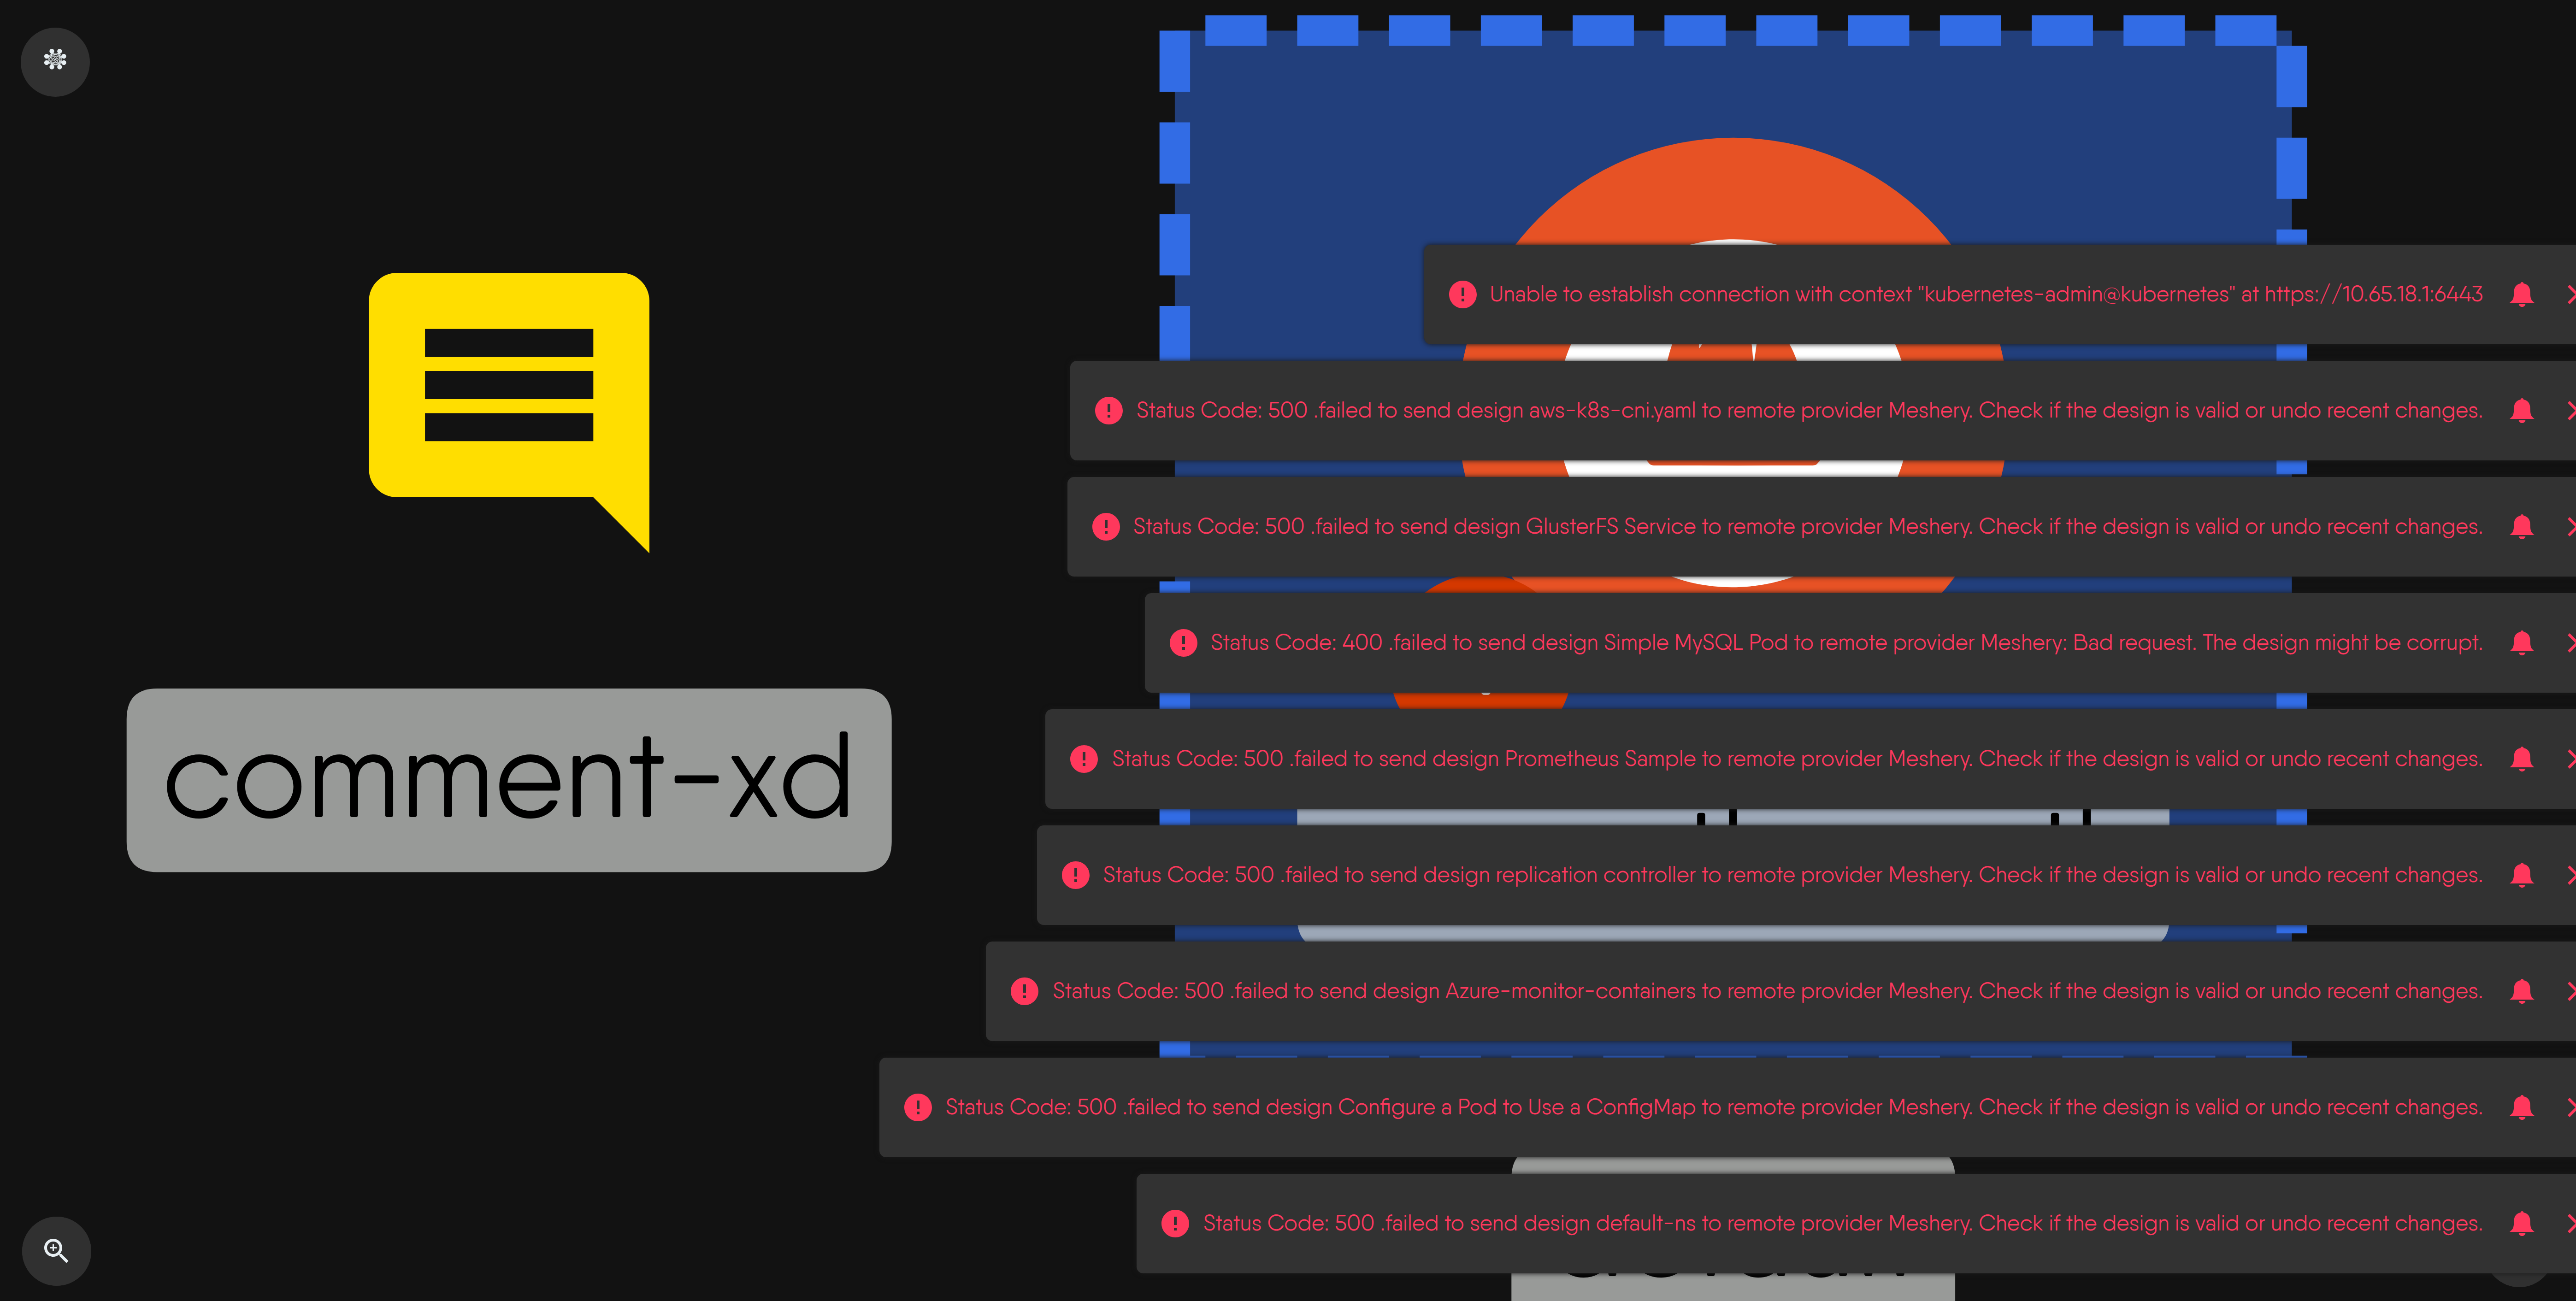 Unable to establish connection with context "kubernetes-admin@kubernetes" at https://10.65.18.1:6443
Status Code: 500 .failed to send design aws-k8s-cni.yaml to remote provider Meshery. Check if the design is valid or undo recent changes.
Status Code: 500 .failed to send design GlusterFS Service to remote provider Meshery. Check if the design is valid or undo recent changes.
Status Code: 400 .failed to send design Simple MySQL Pod to remote provider Meshery: Bad request. The design might be corrupt.
comment-xd
Status Code: 500 .failed to send design Prometheus Sample to remote provider Meshery. Check if the design is valid or undo recent changes.
Status Code: 500 .failed to send design replication controller to remote provider Meshery. Check if the design is valid or undo recent changes.
Status Code: 500 .failed to send design Azure-monitor-containers to remote provider Meshery. Check if the design is valid or undo recent changes.
Status Code: 500 .failed to send design Configure a Pod to Use a ConfigMap to remote provider Meshery. Check if the design is valid or undo recent changes.
Status Code: 500 .failed to send design default-ns to remote provider Meshery. Check if the design is valid or undo recent changes.